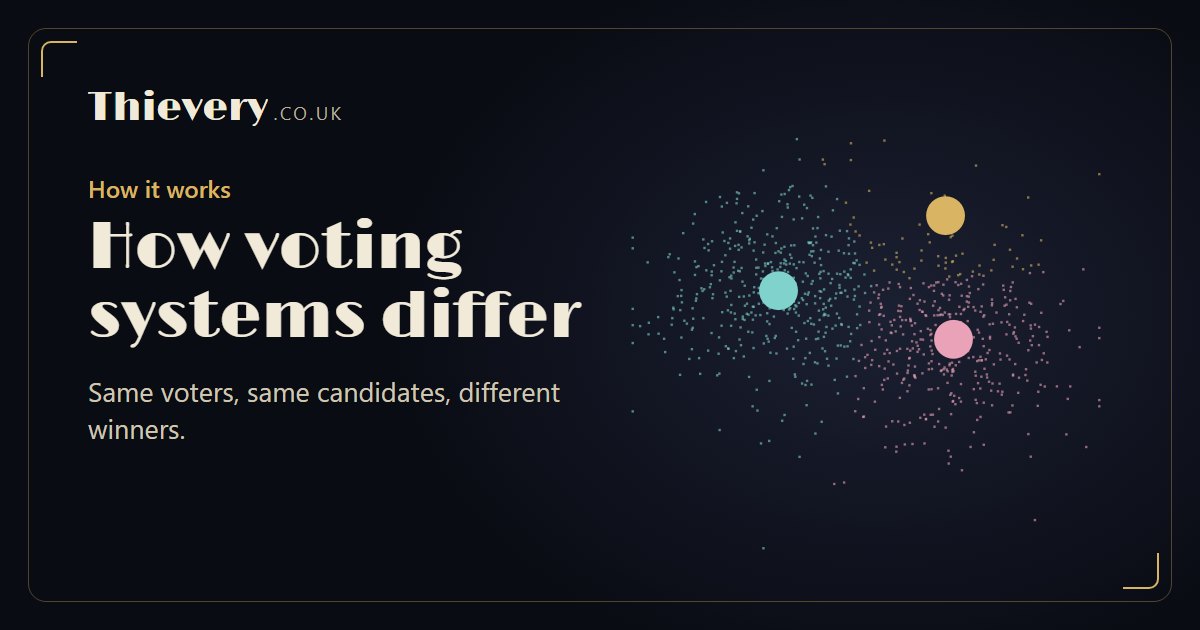 Thievery.CO.UK
How it works
How voting
systems differ
Same voters, same candidates, different
winners.